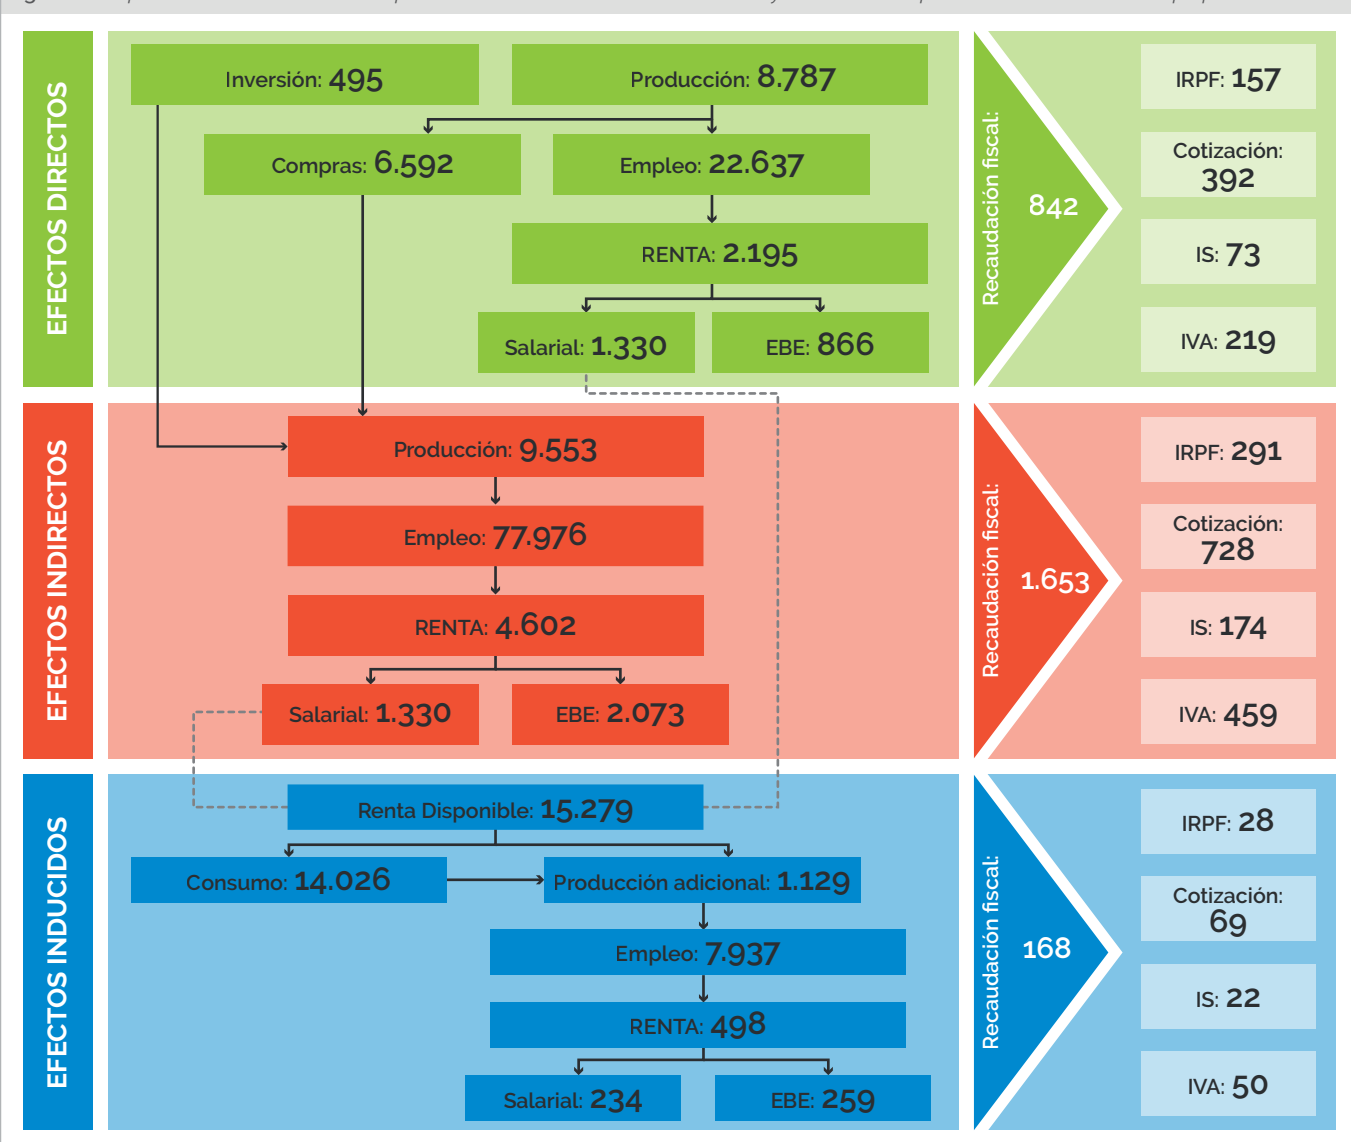 EFECTOS DIRECTOS
Inversión: 495
Producción: 8.787
Compras: 6.592
Empleo: 22.637
RENTA: 2.195
Salarial: 1.330
EBE: 866
Recaudación fiscal:
842
IRPF: 157
Cotización:
392
IS: 73
IVA: 219
EFECTOS INDIRECTOS
Producción: 9.553
Empleo: 77.976
RENTA: 4.602
Salarial: 1.330
EBE: 2.073
Recaudación fiscal:
1.653
IRPF: 291
Cotización:
728
IS: 174
IVA: 459
EFECTOS INDUCIDOS
Renta Disponible: 15.279
Consumo: 14.026
Producción adicional: 1.129
Empleo: 7.937
RENTA: 498
Salarial: 234
EBE: 259
Recaudación fiscal:
168
IRPF: 28
Cotización:
69
IS: 22
IVA: 50